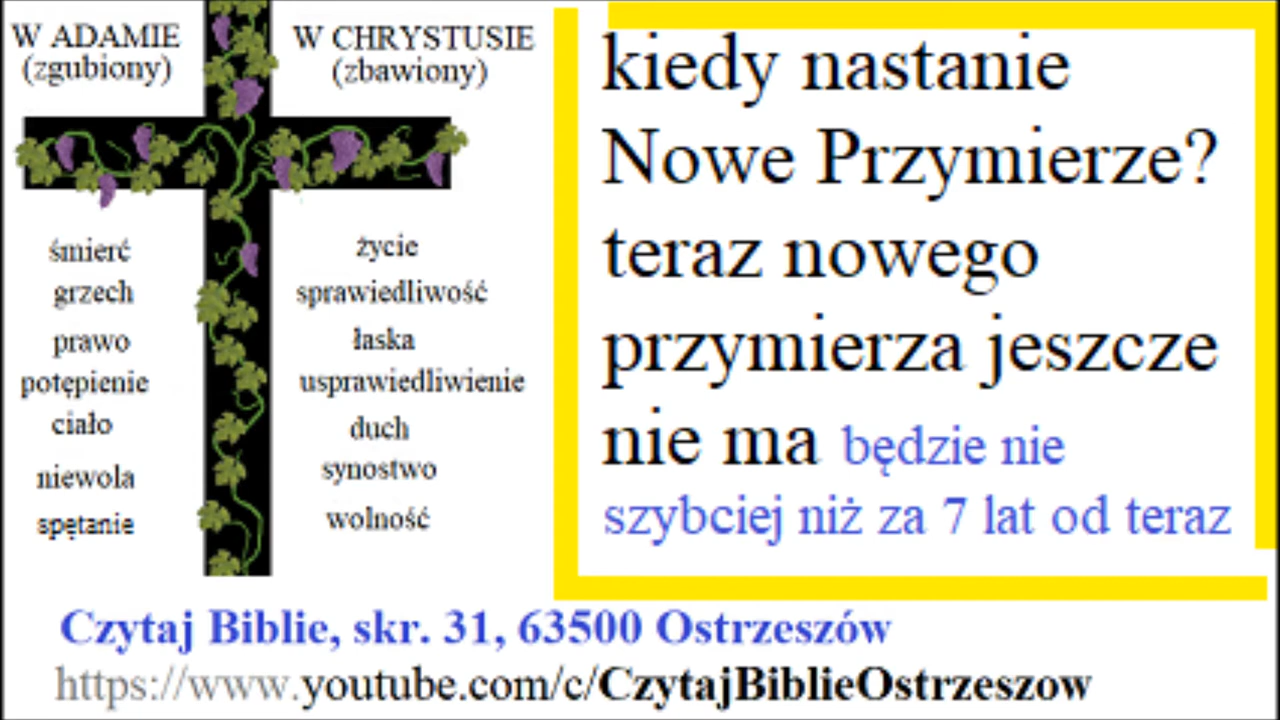 W ADAMIE
(zgubiony)
W CHRYSTUSIE
(zbawiony)
śmierć
grzech
prawo
potępienie
ciało
niewola
spętanie
życie
sprawiedliwość
łaska
usprawiedliwienie
duch
synostwo
wolność
kiedy nastanie
Nowe Przymierze?
teraz nowego
przymierza jeszcze
nie ma będzie nie
szybciej niż za 7 lat od teraz
Czytaj Biblie, skr. 31, 63500 Ostrzeszów
https://www.youtube.com/c/CzytajBiblieOstrzeszow